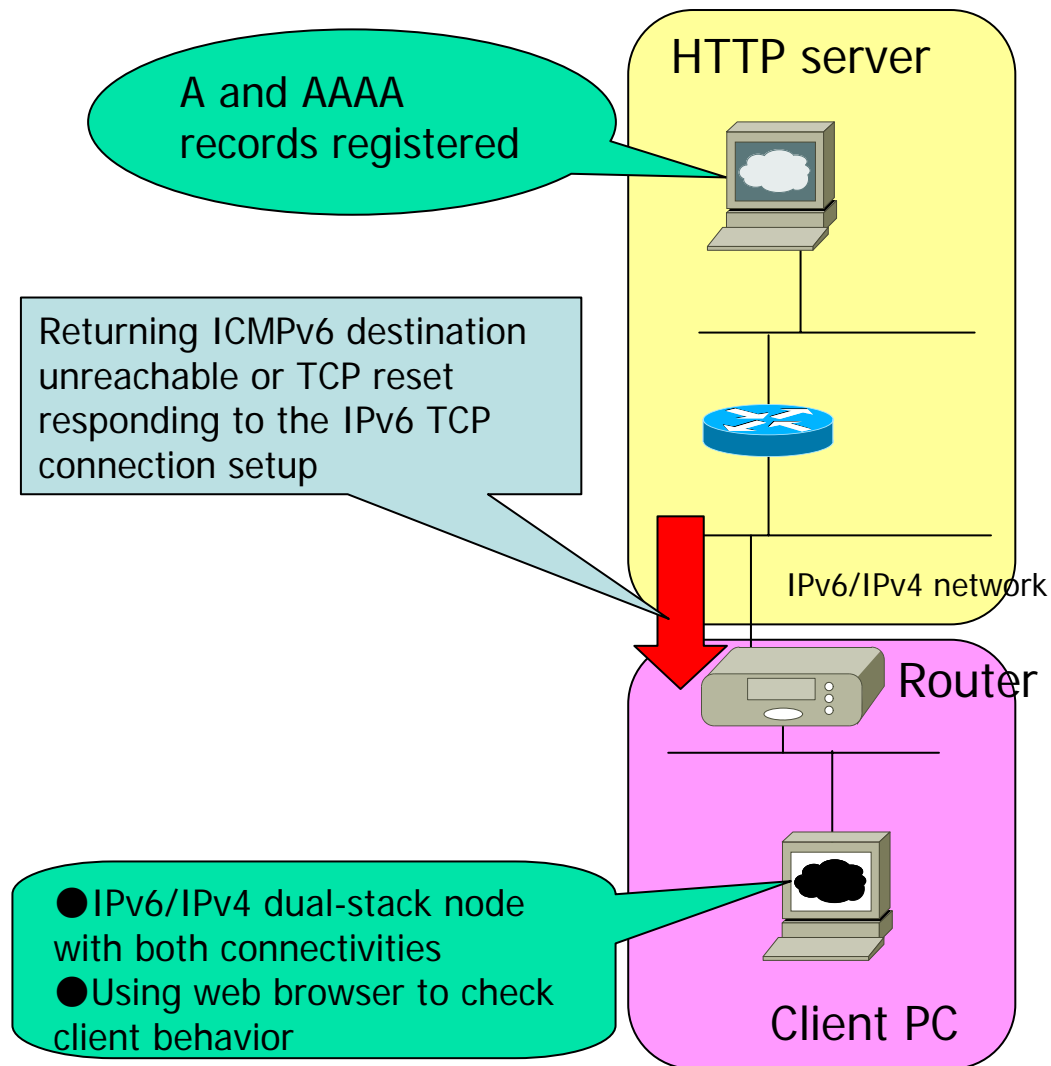 HTTP server
A and AAAA
records registered
Returning ICMPv6 destination
unreachable or TCP reset
responding to the IPv6 TCP
connection setup
IPv6/IPv4 network
Router
●IPv6/IPv4 dual-stack node
with both connectivities
●Using web browser to check
client behavior
Client PC